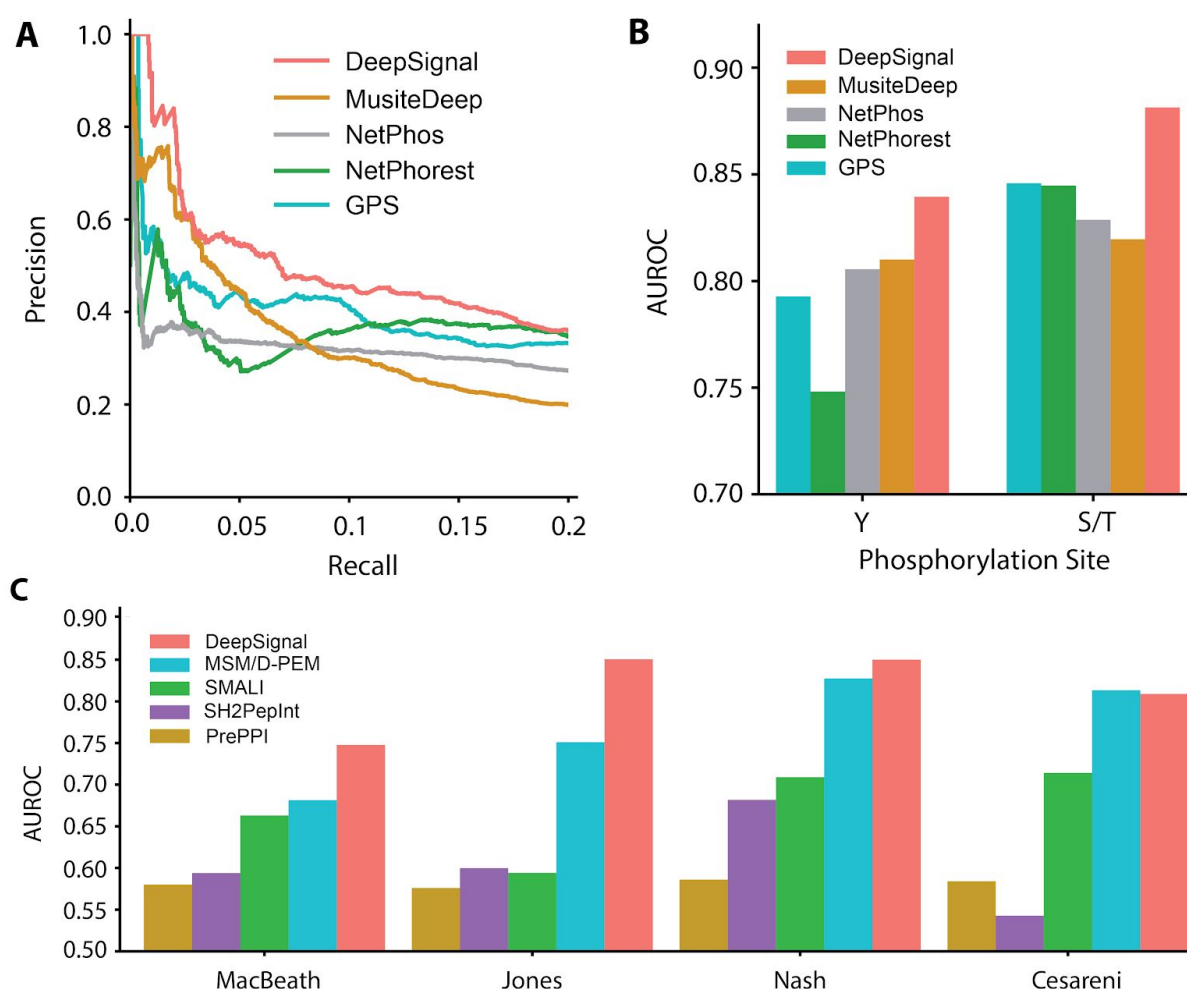 A
1.0
0.8
0.6
0.4
0.2
0.0
Precision
DeepSignal
MusiteDeep
NetPhos
NetPhorest
GPS
0.0 0.05 0.1 0.15 0.2
Recall
B
0.90
0.85
0.80
0.75
0.70
AUROC
DeepSignal
MusiteDeep
NetPhos
NetPhorest
GPS
Y S/T
Phosphorylation Site
C
0.90
0.85
0.80
0.75
0.70
0.65
0.60
0.55
0.50
AUROC
DeepSignal
MSM/D-PEM
SMALI
SH2PepInt
PrePPI
MacBeath Jones Nash Cesareni